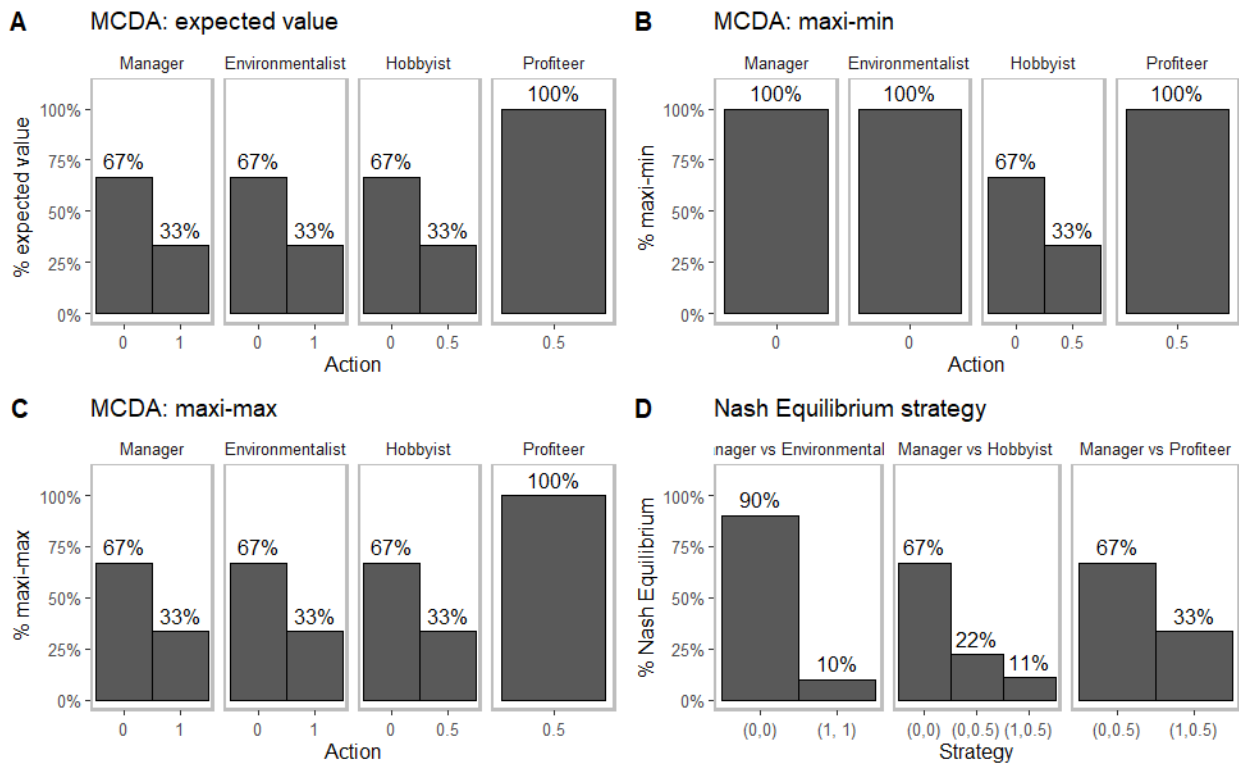 A MCDA: expected value
Manager Environmentalist Hobbyist Profiteer
% expected value
100%
75%
50%
25%
0%
67% 33% 67% 33% 67% 33% 100%
0 1 0 1 0 0.5 0.5
Action
B MCDA: maxi-min
Manager Environmentalist Hobbyist Profiteer
% maxi-min
100%
75%
50%
25%
0%
100% 100% 67% 33% 100%
0 0 0 0.5 0.5
Action
C MCDA: maxi-max
Manager Environmentalist Hobbyist Profiteer
% maxi-max
100%
75%
50%
25%
0%
67% 33% 67% 33% 67% 33% 100%
0 1 0 1 0 0.5 0.5
Action
D Nash Equilibrium strategy
nager vs Environmental Manager vs Hobbyist Manager vs Profiteer
% Nash Equilibrium
100%
75%
50%
25%
0%
90% 10% 67% 22% 11% 67% 33%
(0,0) (1, 1) (0,0) (0,0.5) (1,0.5) (0,0.5) (1,0.5)
Strategy